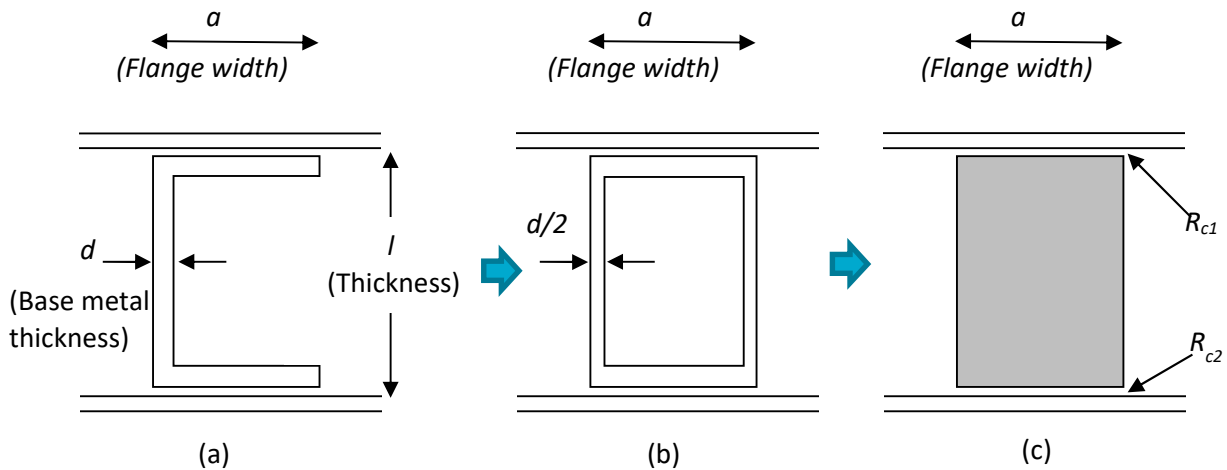 a
(Flange width)
a
(Flange width)
a
(Flange width)
d
(Base metal
thickness)
l
(Thickness)
d/2
Rc1
Rc2
(a)
(b)
(c)